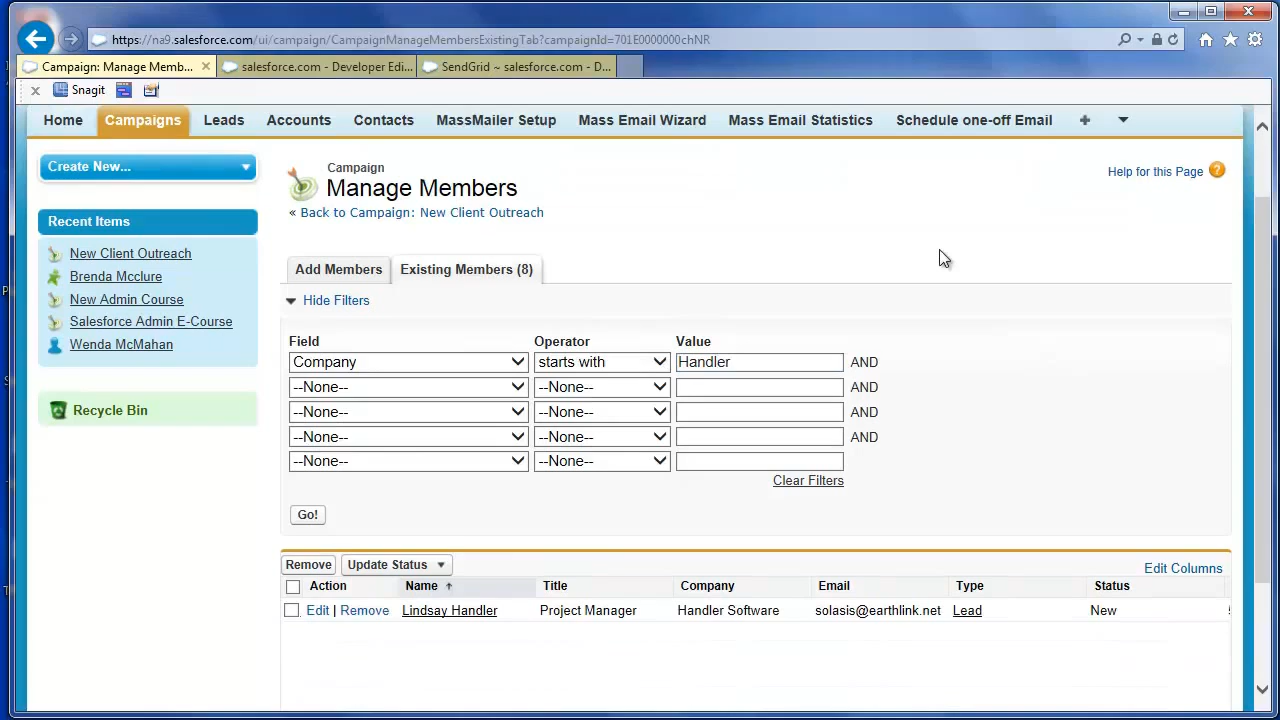 https://na9.salesforce.com/ui/campaign/CampaignManageMembersExistingTab?campaignId=701E0000000chNR
Campaign: Manage Memb... salesforce.com - Developer Edi... SendGrid ~ salesforce.com - D...
Snagit
Home Campaigns Leads Accounts Contacts MassMailer Setup Mass Email Wizard Mass Email Statistics Schedule one-off Email
Create New...
Recent Items
New Client Outreach
Brenda Mcclure
New Admin Course
Salesforce Admin E-Course
Wenda McMahan
Recycle Bin
Campaign
Manage Members
Help for this Page ?
« Back to Campaign: New Client Outreach
Add Members Existing Members (8)
Hide Filters
Field Operator Value
Company starts with Handler AND
--None-- --None-- AND
--None-- --None-- AND
--None-- --None-- AND
--None-- --None--
Clear Filters
Go!
Remove Update Status Edit Columns
Action Name Title Company Email Type Status
Edit | Remove Lindsay Handler Project Manager Handler Software solasis@earthlink.net Lead New